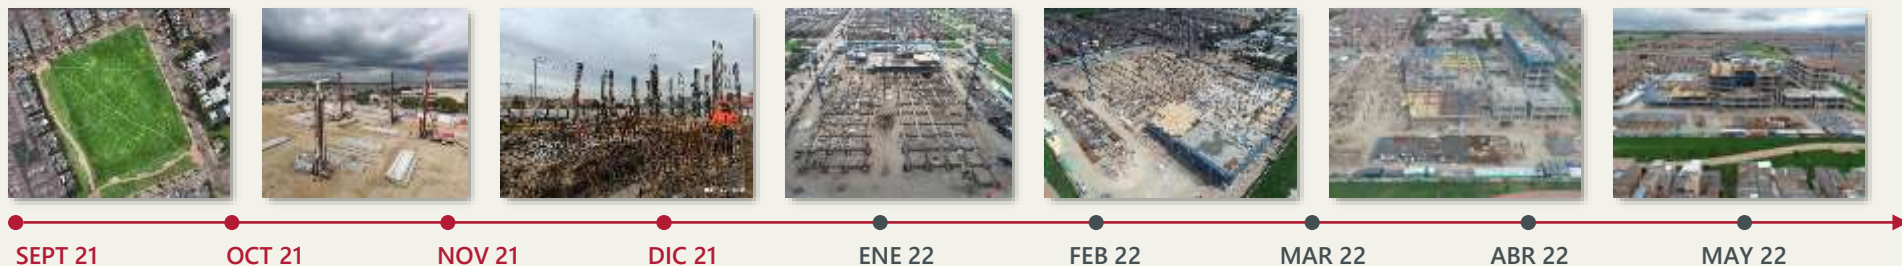 SEPT 21
OCT 21
NOV 21
DIC 21
ENE 22
FEB 22
MAR 22
ABR 22
MAY 22